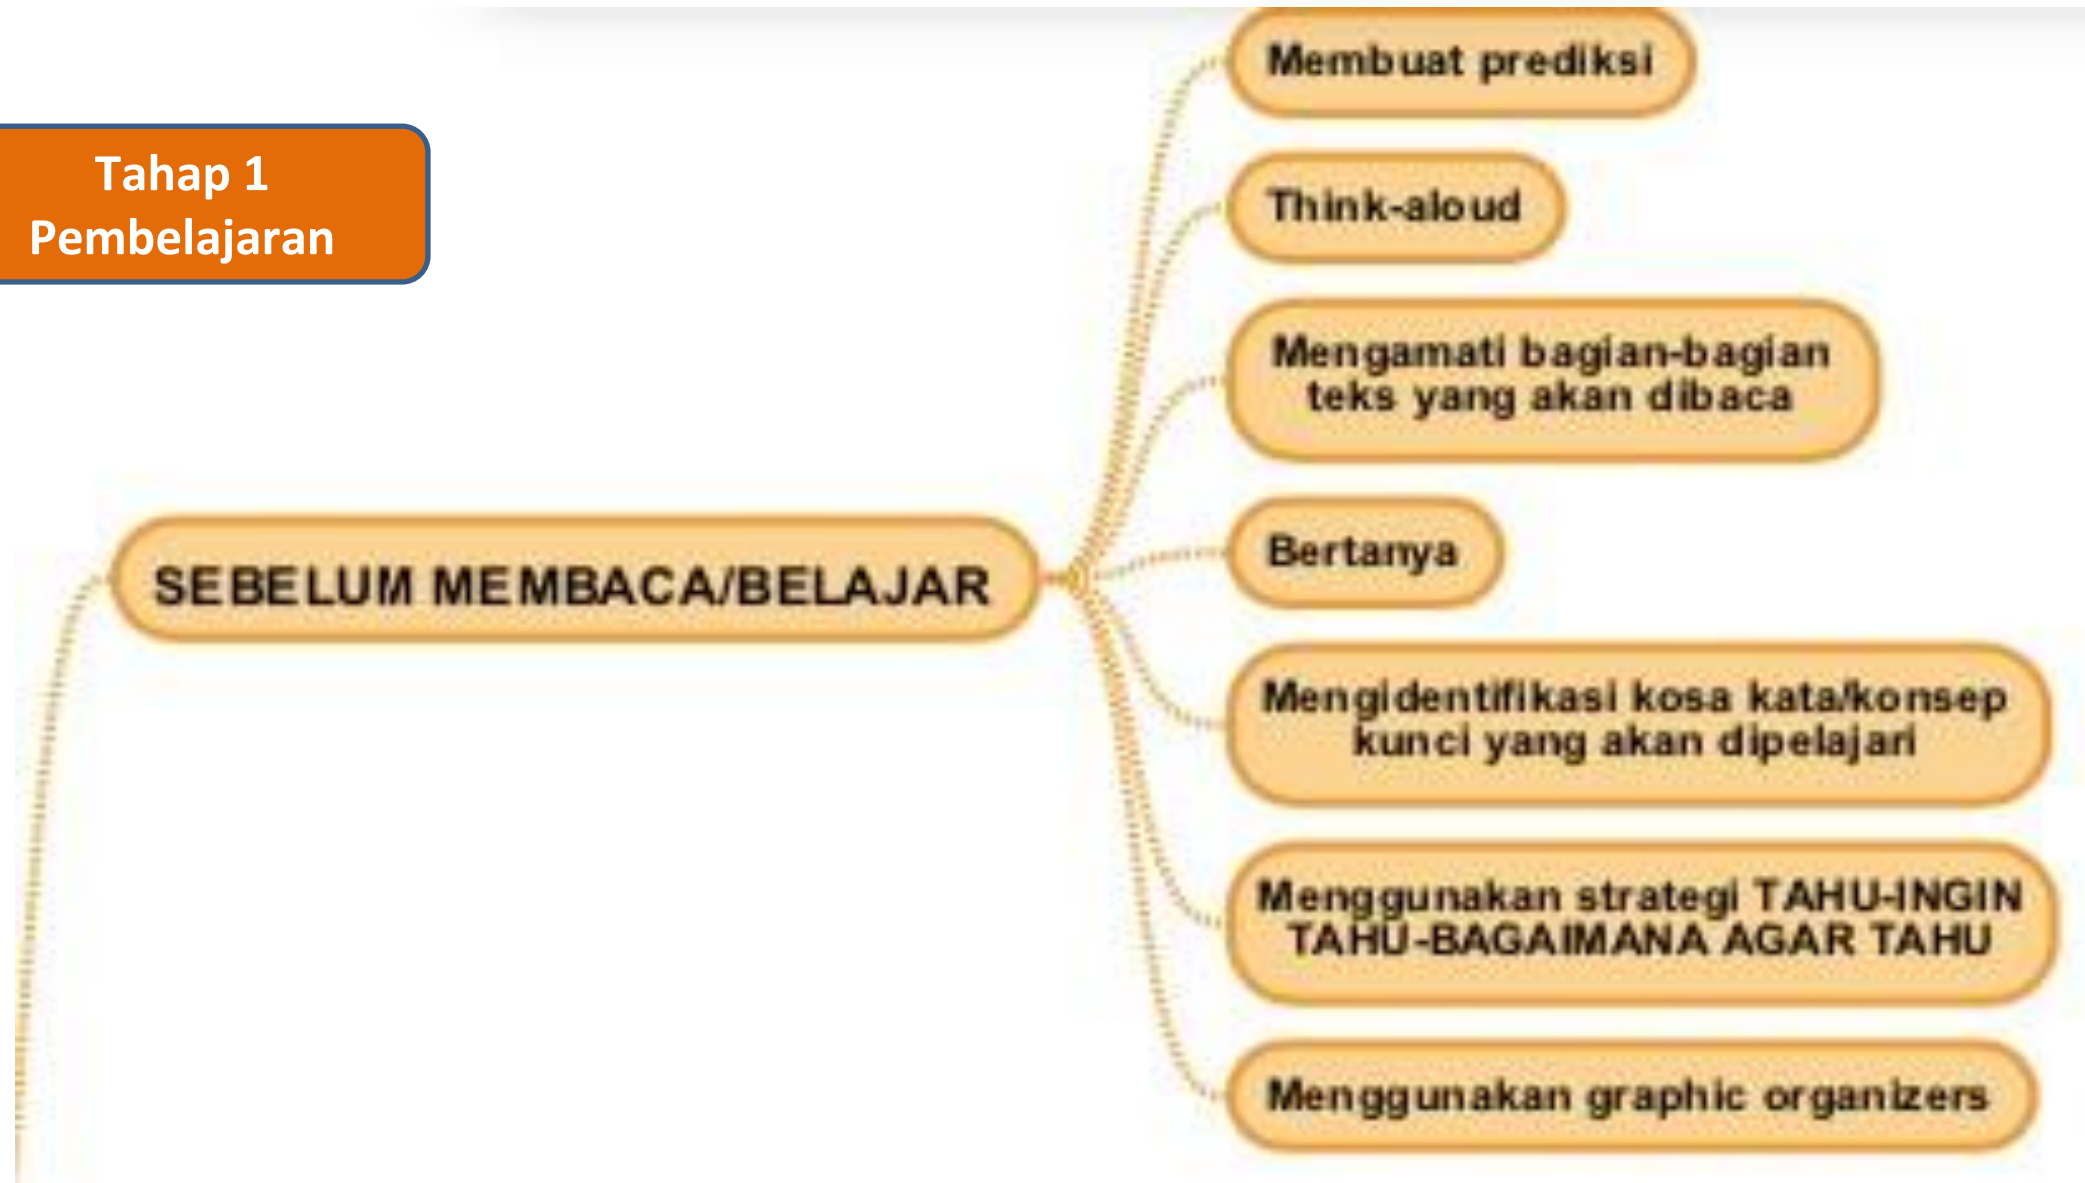 Tahap 1
Pembelajaran
SEBELUM MEMBACA/BELAJAR
Membuat prediksi
Think-aloud
Mengamati bagian-bagian
teks yang akan dibaca
Bertanya
Mengidentifikasi kosa kata/konsep
kunci yang akan dipelajari
Menggunakan strategi TAHU-INGIN
TAHU-BAGAIMANA AGAR TAHU
Menggunakan graphic organizers